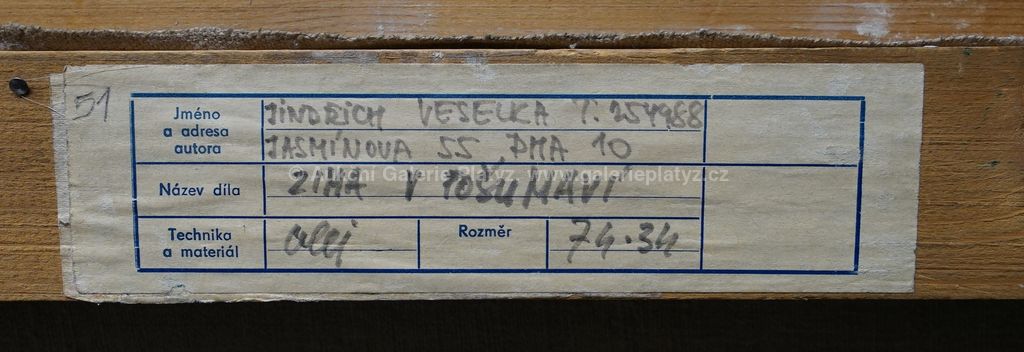 51
Jméno
a adresa
autora
JINDŘICH VESELKA T. 254988
JASMÍNOVA 55 PHA 10
© Aukční Galerie Platýz, www.galerieplatyz.cz
Název díla
ZIMA V POŠUMAVÍ
Technika
a materiál
olej
Rozměr
74·34